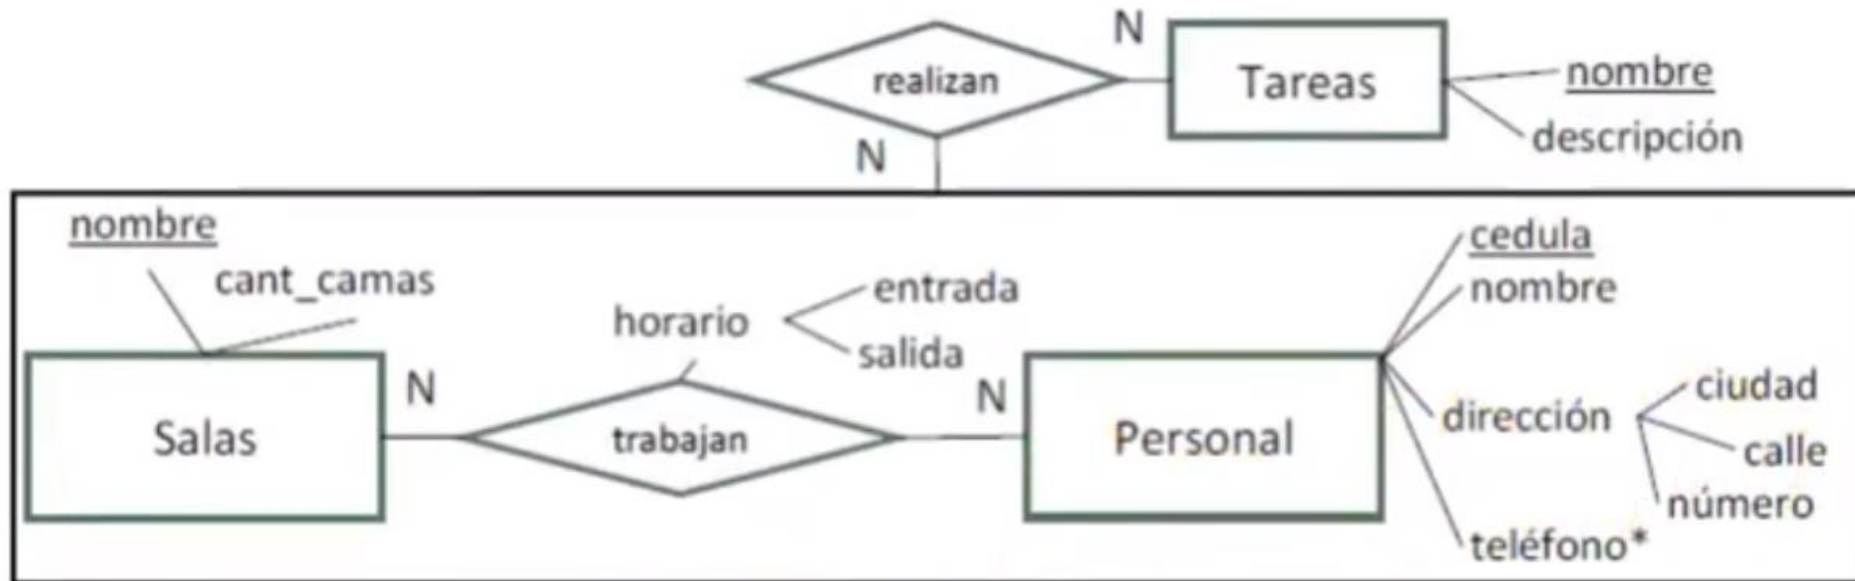 N
realizan
Tareas
nombre
descripción
N
nombre
cant_camas
horario
entrada
salida
cedula
nombre
Salas
N
trabajan
N
Personal
dirección
ciudad
calle
número
teléfono*